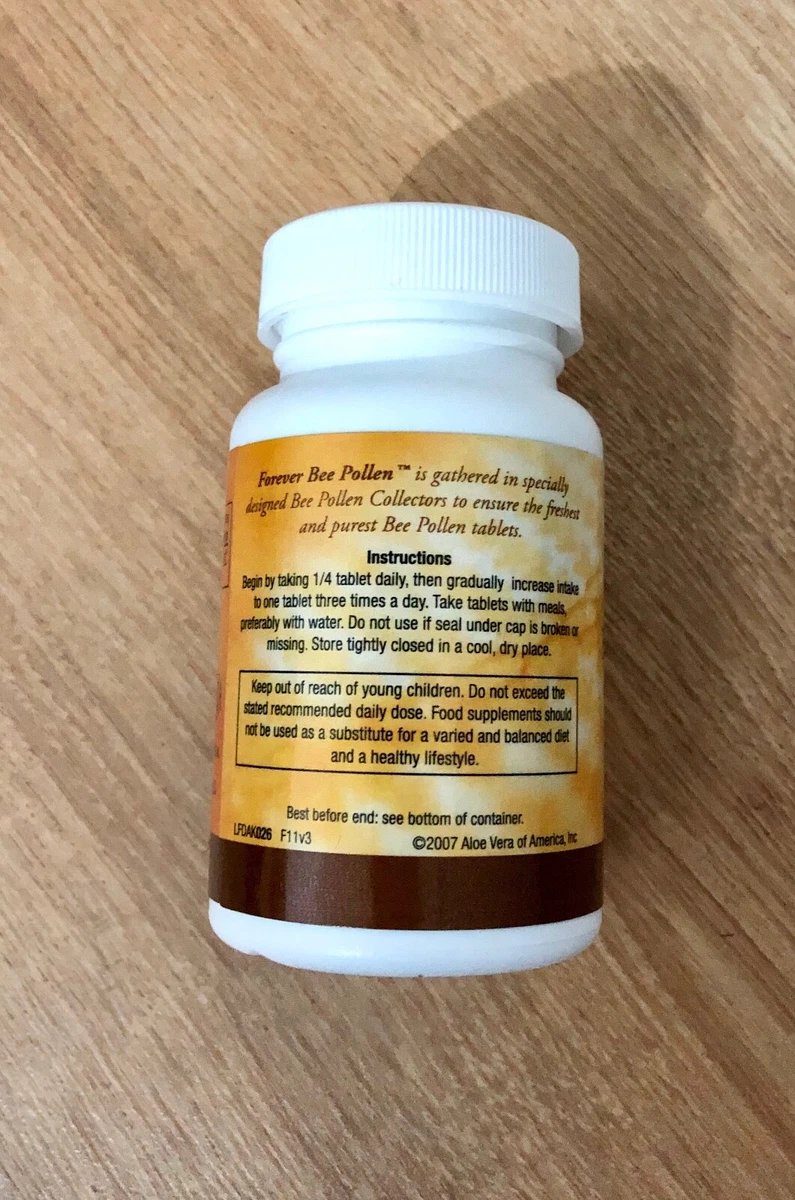 Forever Bee Pollen™ is gathered in specially
designed Bee Pollen Collectors to ensure the freshest
and purest Bee Pollen tablets.
Instructions
Begin by taking 1/4 tablet daily, then gradually increase intake
to one tablet three times a day. Take tablets with meals,
preferably with water. Do not use if seal under cap is broken or
missing. Store tightly closed in a cool, dry place.
Keep out of reach of young children. Do not exceed the
stated recommended daily dose. Food supplements should
not be used as a substitute for a varied and balanced diet
and a healthy lifestyle.
Best before end: see bottom of container.
LFDAK026 F11v3
©2007 Aloe Vera of America, Inc